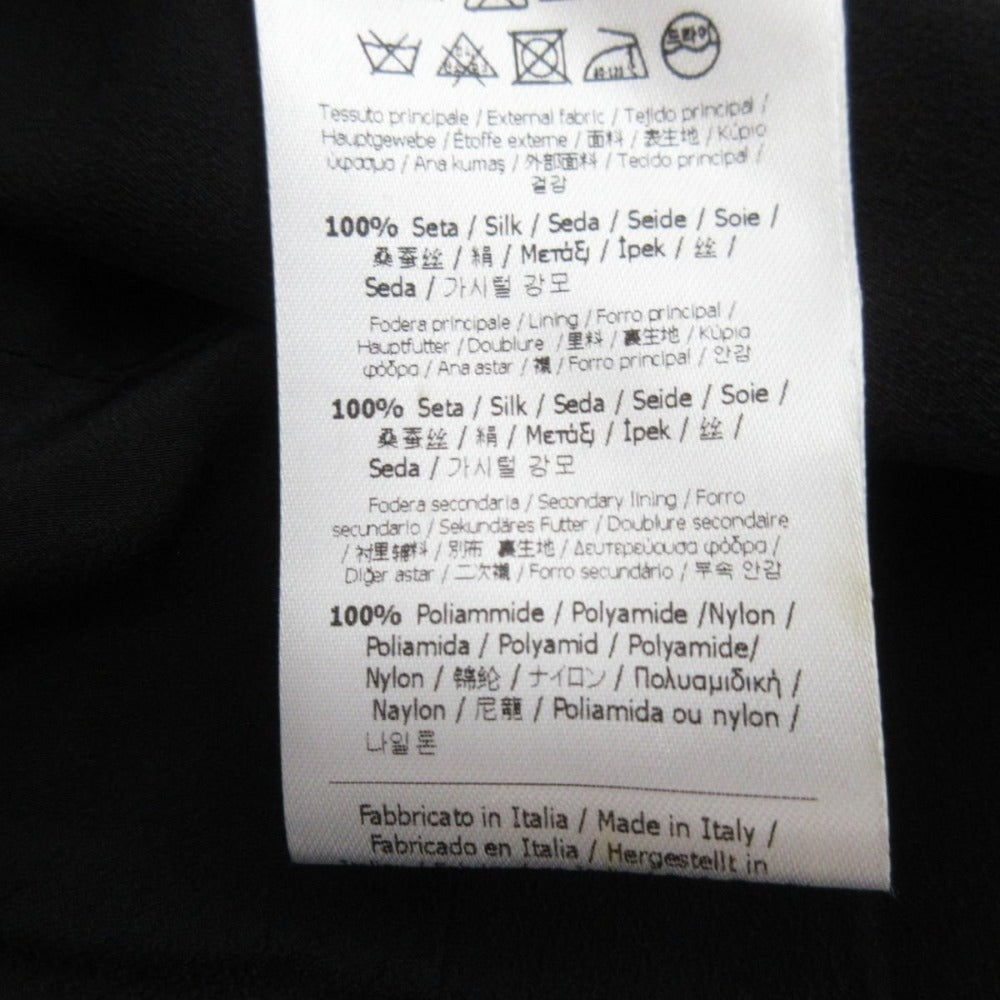 드라이
Tessuto principale / External fabric / Tejido principal /
Hauptgewebe / Étoffe externe / 面料 / 表生地 / Κύριο
ύφασμα / Ana kumaş / 外部面料 / Tecido principal /
겉감
100% Seta / Silk / Seda / Seide / Soie /
桑蚕丝 / 絹 / Μετάξι / İpek / 丝 /
Seda / 가시털 강모
Fodera principale / Lining / Forro principal /
Hauptfutter / Doublure / 里料 / 裏生地 / Κύρια
φόδρα / Ana astar / 襯 / Forro principal / 안감
100% Seta / Silk / Seda / Seide / Soie /
桑蚕丝 / 絹 / Μετάξι / İpek / 丝 /
Seda / 가시털 강모
Fodera secondaria / Secondary lining / Forro
secundario / Sekundäres Futter / Doublure secondaire
/ 衬里辅料 / 別布 裏生地 / Δευτερεύουσα φόδρα /
Diğer astar / 二次襯 / Forro secundário / 부속 안감
100% Poliammide / Polyamide /Nylon /
Poliamida / Polyamid / Polyamide/
Nylon / 锦纶 / ナイロン / Πολυαμιδική /
Naylon / 尼龍 / Poliamida ou nylon /
나일론
Fabbricato in Italia / Made in Italy /
Fabricado en Italia / Hergestellt in